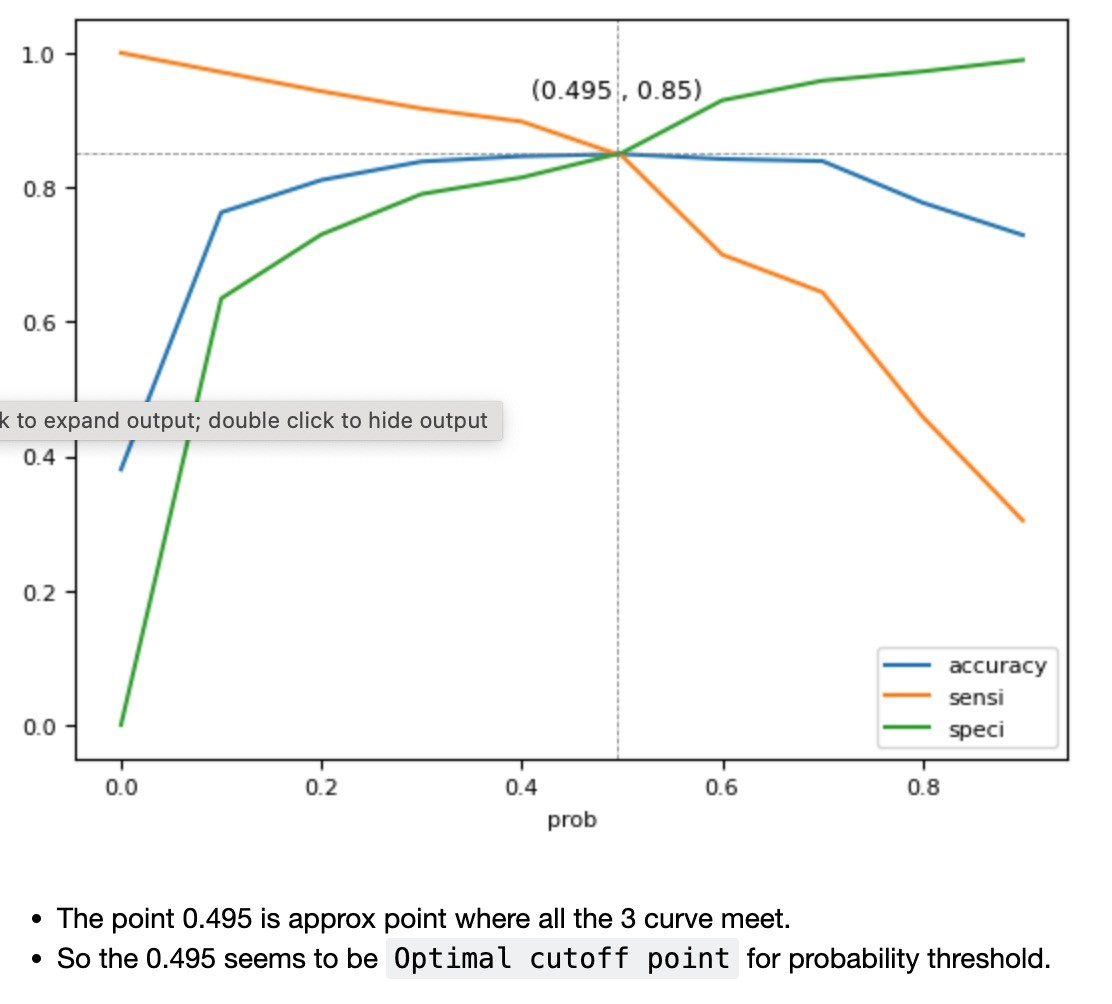 1.0
(0.495 , 0.85)
0.8
0.6
k to expand output; double click to hide output
0.4
0.2
accuracy
sensi
speci
0.0
0.0 0.2 0.4 0.6 0.8
prob
• The point 0.495 is approx point where all the 3 curve meet.
• So the 0.495 seems to be Optimal cutoff point for probability threshold.